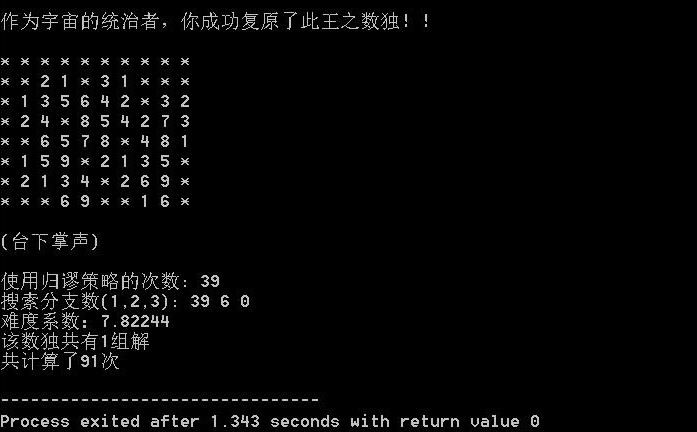 作为宇宙的统治者，你成功复原了此王之数独！！
* * * * * * * * * *
* * 2 1 * 3 1 * * *
* 1 3 5 6 4 2 * 3 2
* 2 4 * 8 5 4 2 7 3
* * 6 5 7 8 * 4 8 1
* 1 5 9 * 2 1 3 5 *
* 2 1 3 4 * 2 6 9 *
* * * 6 9 * * 1 6 *
(台下掌声)
使用归谬策略的次数: 39
搜索分支数(1,2,3): 39 6 0
难度系数: 7.82244
该数独共有1组解
共计算了91次
--------------------------------
Process exited after 1.343 seconds with return value 0